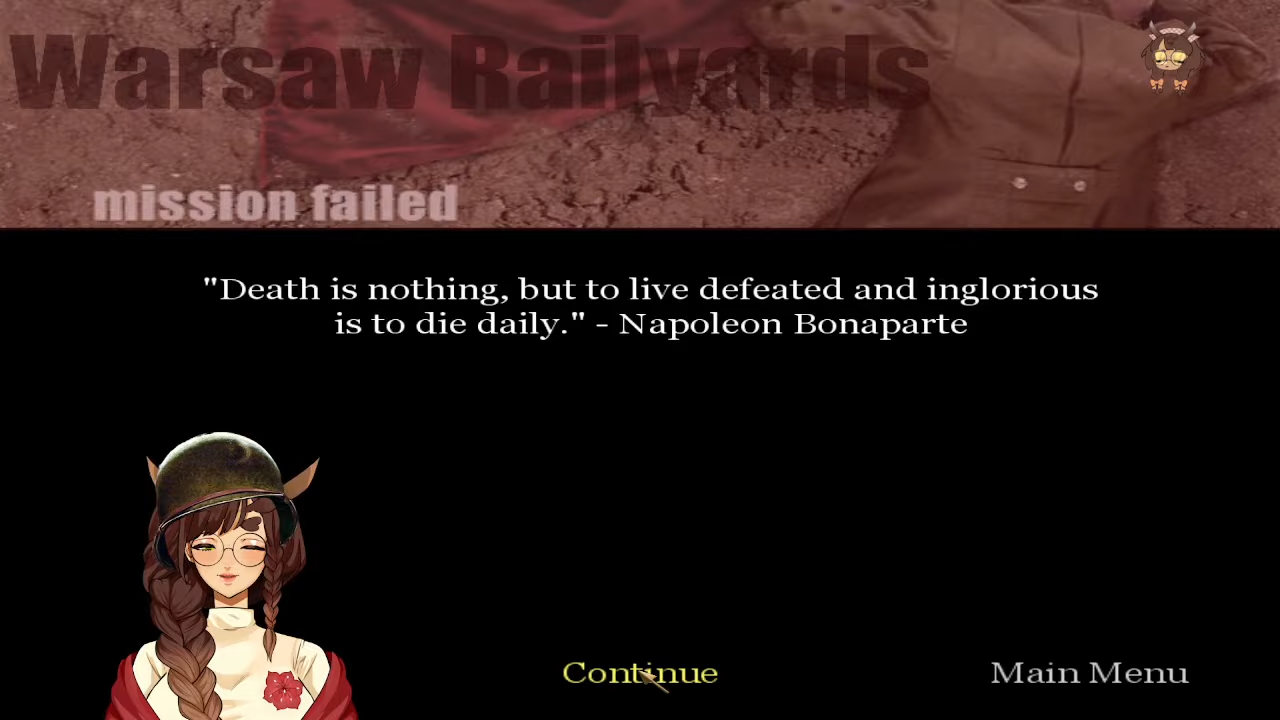 Warsaw Railyards
mission failed
"Death is nothing, but to live defeated and inglorious
is to die daily." - Napoleon Bonaparte
Continue
Main Menu